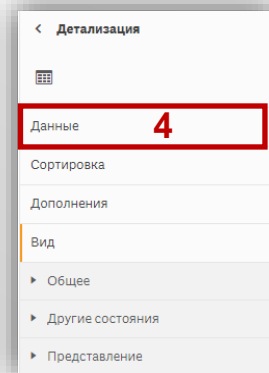 Детализация
Данные 4
Сортировка
Дополнения
Вид
Общее
Другие состояния
Представление